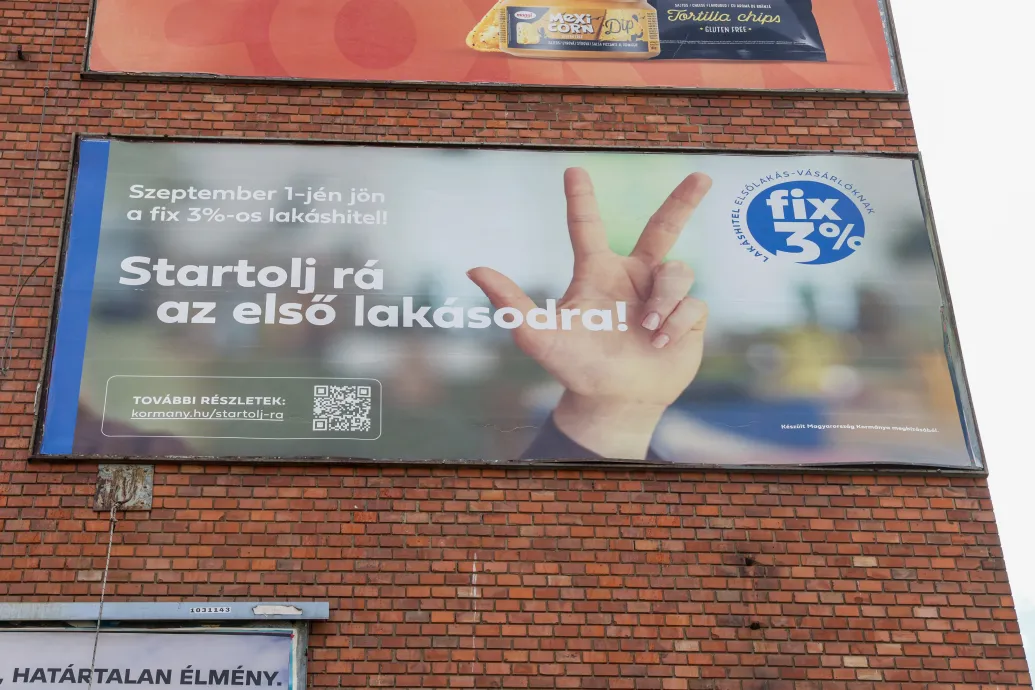 MEXI
CORN
Dip
Tortilla chips
• GLUTEN FREE •
Szeptember 1-jén jön
a fix 3%-os lakáshitel!
Startolj rá
az első lakásodra!
LAKÁSHITEL ELSŐLAKÁS-VÁSÁRLÓKNAK
fix
3%
TOVÁBBI RÉSZLETEK:
kormany.hu/startolj-ra
Készült Magyarország Kormánya megbízásából.
1031143
, HATÁRTALAN ÉLMÉNY.